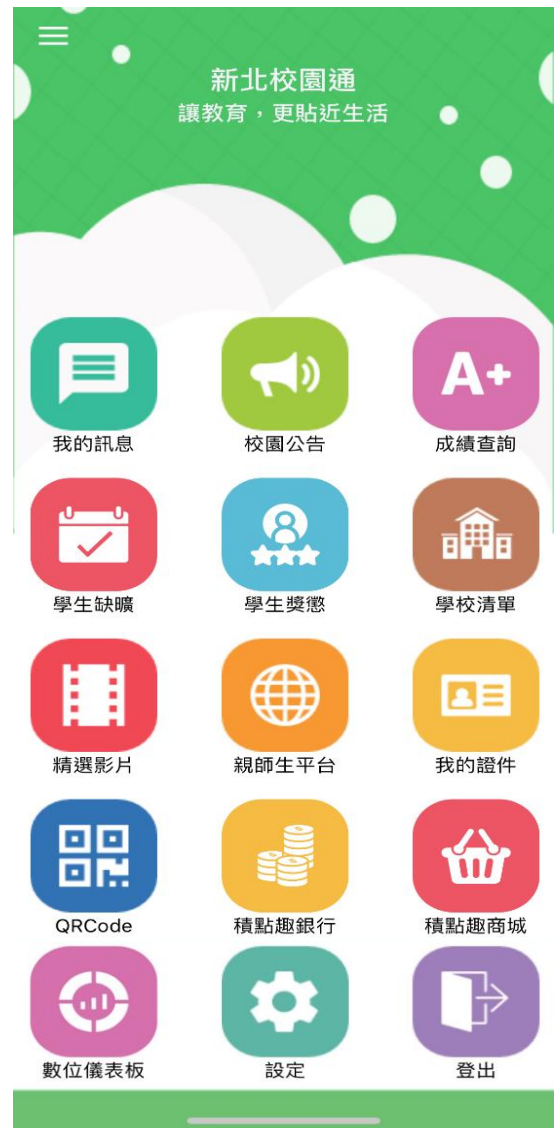 新北校園通
讓教育，更貼近生活
A+
我的訊息 校園公告 成績查詢
學生缺曠 學生獎懲 學校清單
精選影片 親師生平台 我的證件
QRCode 積點趣銀行 積點趣商城
數位儀表板 設定 登出